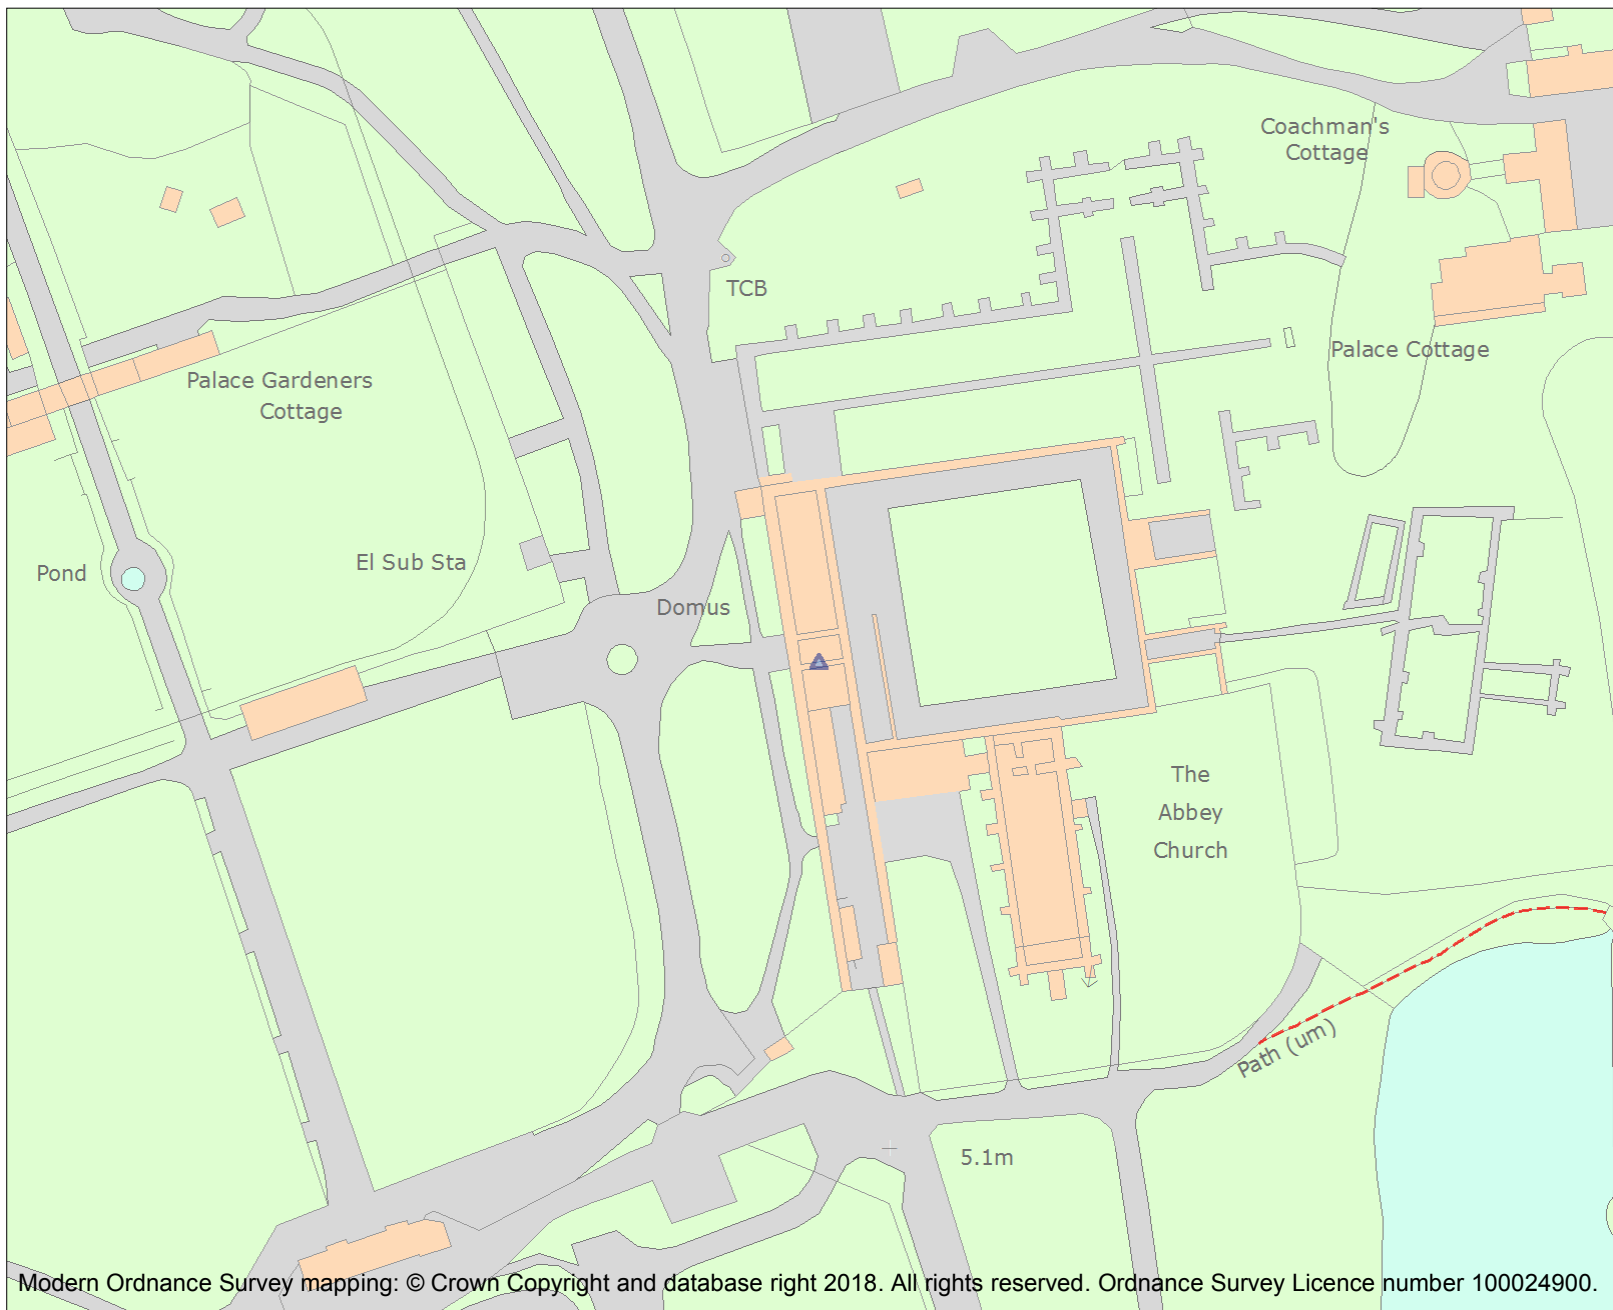 Coachman's
Cottage
TCB
Palace Cottage
Palace Gardeners
Cottage
El Sub Sta
Pond
Domus
The
Abbey
Church
Path (um)
5.1m
Modern Ordnance Survey mapping: © Crown Copyright and database right 2018. All rights reserved. Ordnance Survey Licence number 100024900.